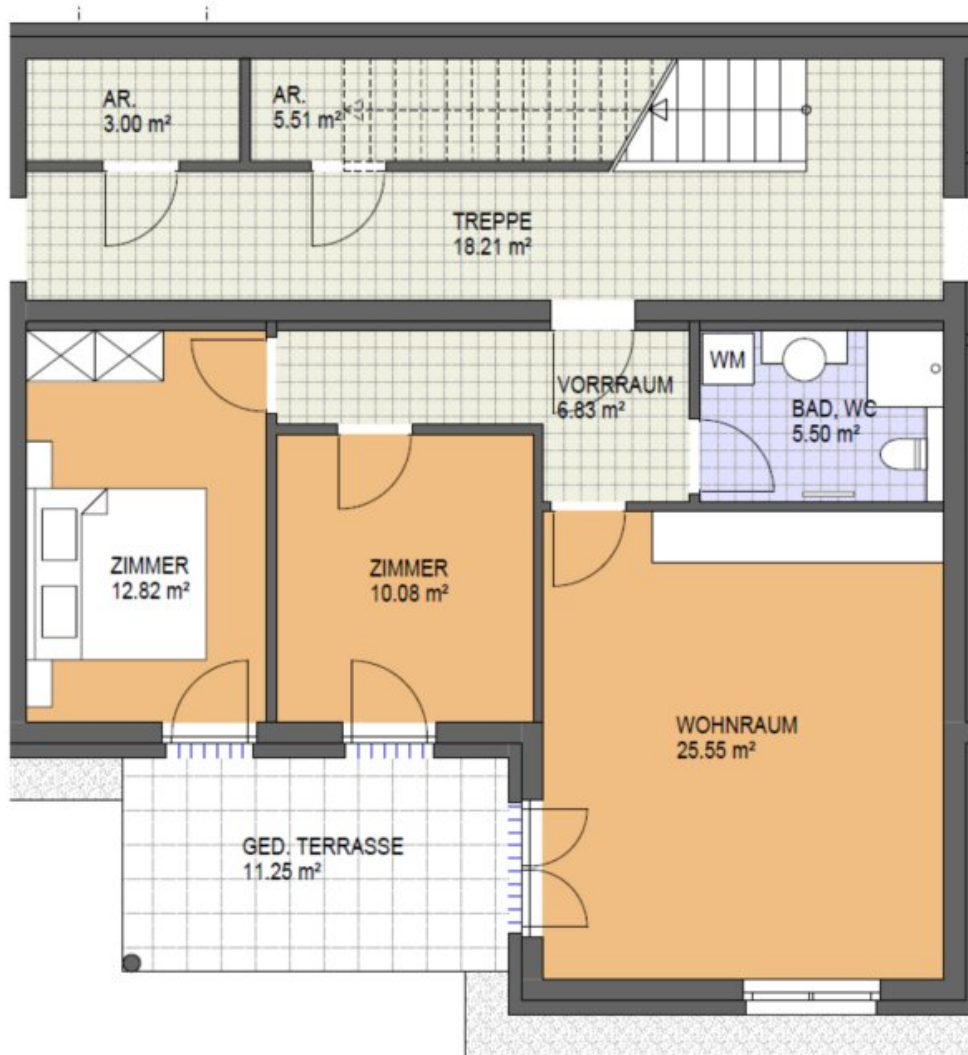 AR.
3.00 m²
AR.
5.51 m²
TREPPE
18.21 m²
VORRRAUM
6.83 m²
WM
BAD, WC
5.50 m²
ZIMMER
12.82 m²
ZIMMER
10.08 m²
WOHNRAUM
25.55 m²
GED. TERRASSE
11.25 m²